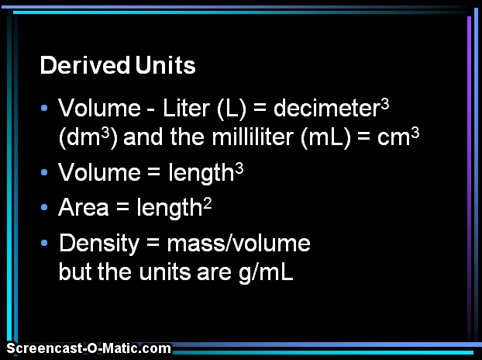 Derived Units
• Volume - Liter (L) = decimeter³
(dm³) and the milliliter (mL) = cm³
• Volume = length³
• Area = length²
• Density = mass/volume
but the units are g/mL
Screencast-O-Matic.com